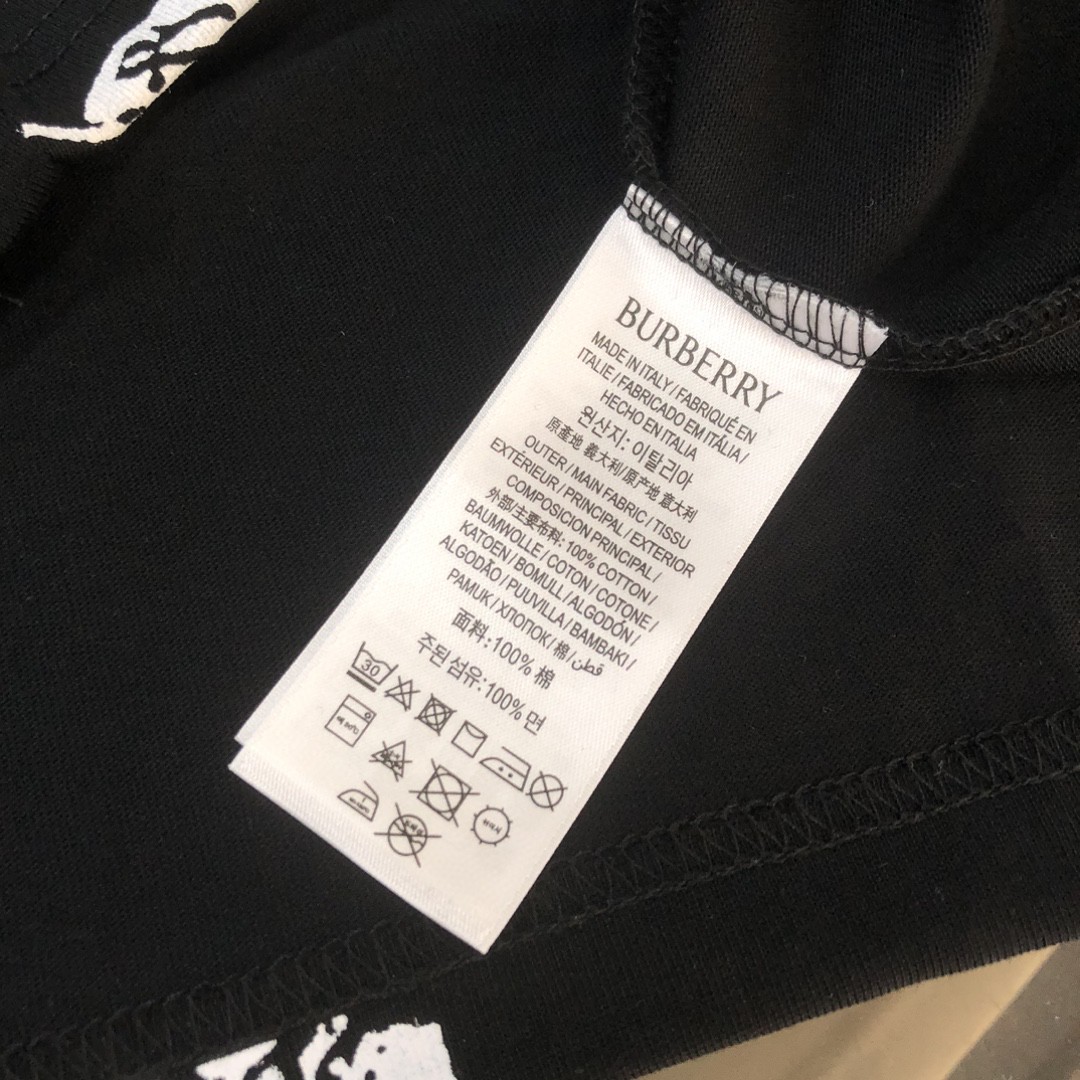 BURBERRY
MADE IN ITALY / FABRIQUÉ EN
ITALIE / FABRICADO EM ITÁLIA /
HECHO EN ITALIA
원산지: 이탈리아
原產地 義大利/原产地 意大利
OUTER / MAIN FABRIC / TISSU
EXTÉRIEUR / PRINCIPAL / EXTERIOR
COMPOSICION PRINCIPAL /
外部/主要布料: 100% COTTON /
BAUMWOLLE / COTON / COTONE /
KATOEN / BOMULL / ALGODÓN /
ALGODÃO / PUUVILLA / BAMBAKI /
PAMUK / ХЛОПОК / 棉 / قطن
面料:100% 棉
주된 섬유:100% 면
30